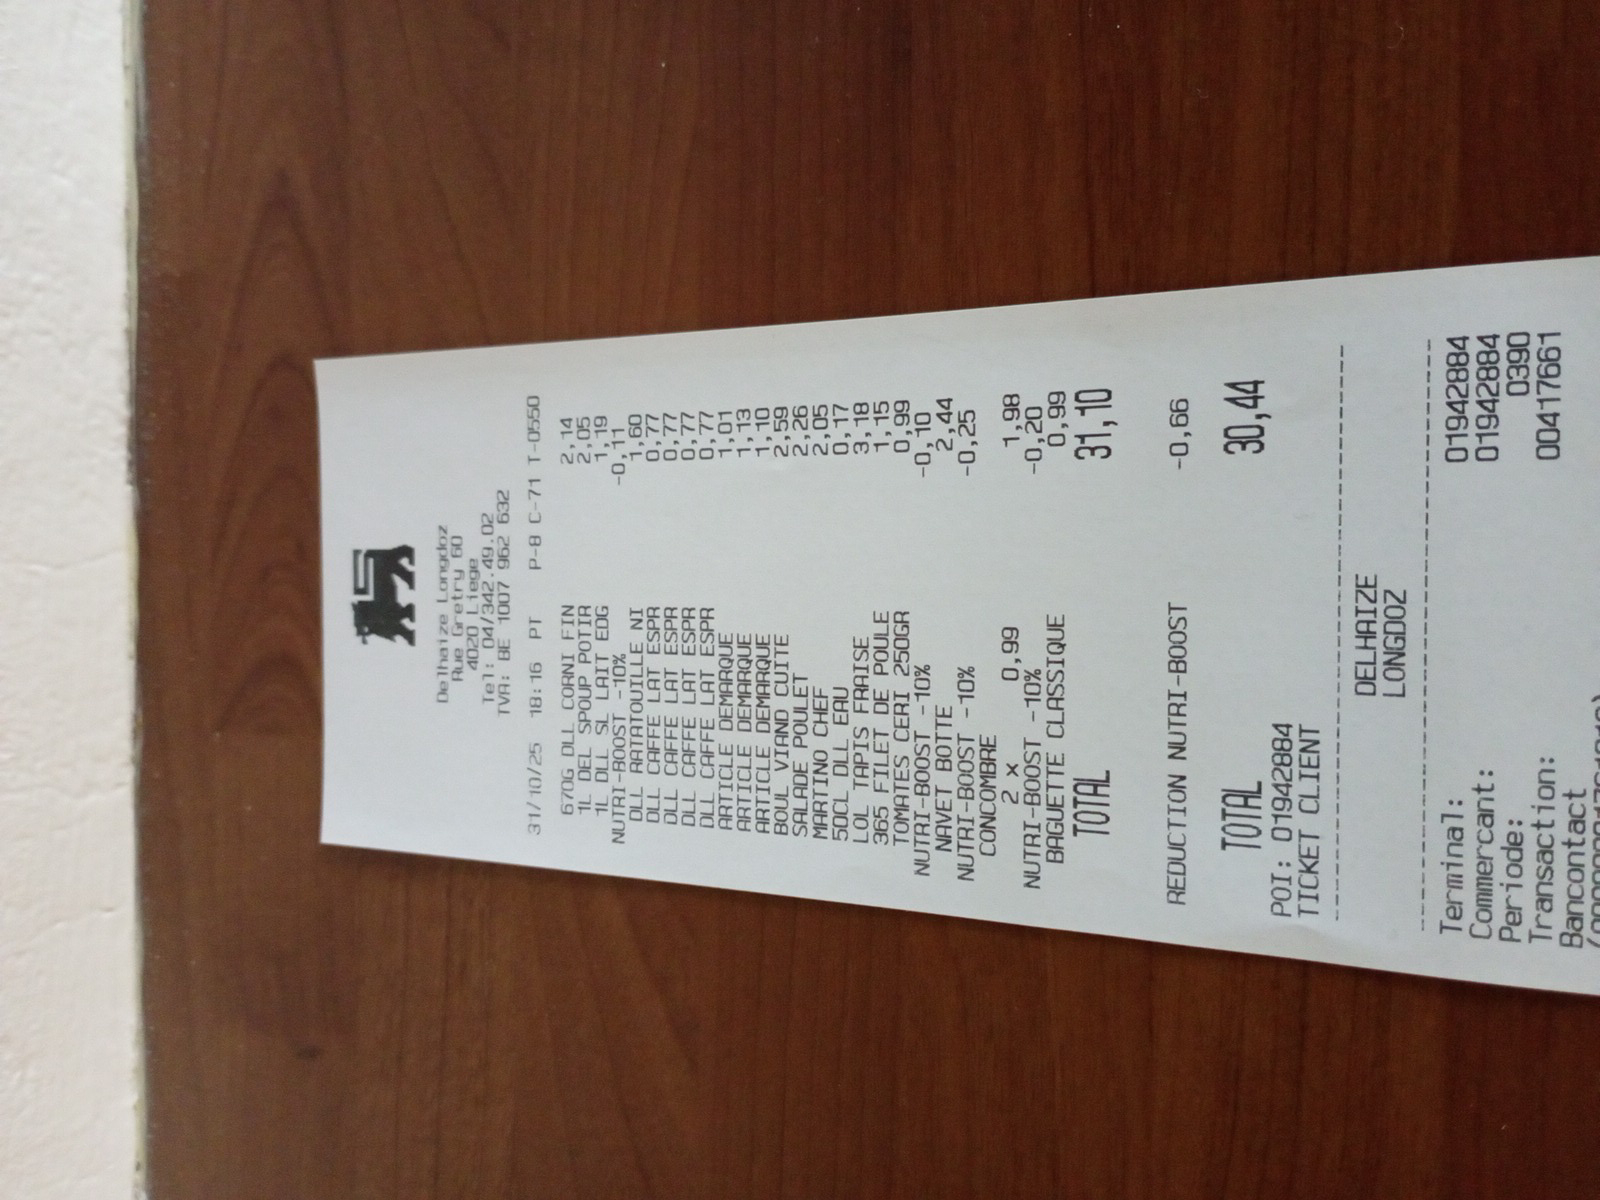 Delhaize Longdoz
Rue Gretry 60
4020 Liege
Tel: 04/342.49.02
TVA: BE 1007 962 632
31/10/25 18:16 PT P-8 C-71 T-0550
670G DLL CORNI FIN 2,14
1L DEL SPOUP POTIR 2,05
1L DLL SL LAIT EDG 1,19
NUTRI-BOOST -10% -0,11
DLL RATATOUILLE NI 1,60
DLL CAFFE LAT ESPR 0,77
DLL CAFFE LAT ESPR 0,77
DLL CAFFE LAT ESPR 0,77
DLL CAFFE LAT ESPR 0,77
ARTICLE DEMARQUE 1,01
ARTICLE DEMARQUE 1,13
ARTICLE DEMARQUE 1,10
BOUL VIAND CUITE 2,59
SALADE POULET 2,26
MARTINO CHEF 2,05
50CL DLL EAU 0,17
LOL TAPIS FRAISE 3,18
365 FILET DE POULE 1,15
TOMATES CERI 250GR 0,99
NUTRI-BOOST -10% -0,10
NAVET BOTTE 2,44
NUTRI-BOOST -10% -0,25
CONCOMBRE
2 x 0,99 1,98
NUTRI-BOOST -10% -0,20
BAGUETTE CLASSIQUE 0,99
TOTAL 31,10
REDUCTION NUTRI-BOOST -0,66
TOTAL 30,44
POI: 01942884
TICKET CLIENT
DELHAIZE
LONGDOZ
Terminal: 01942884
Commercant: 01942884
Periode: 0390
Transaction: 00417661
Bancontact